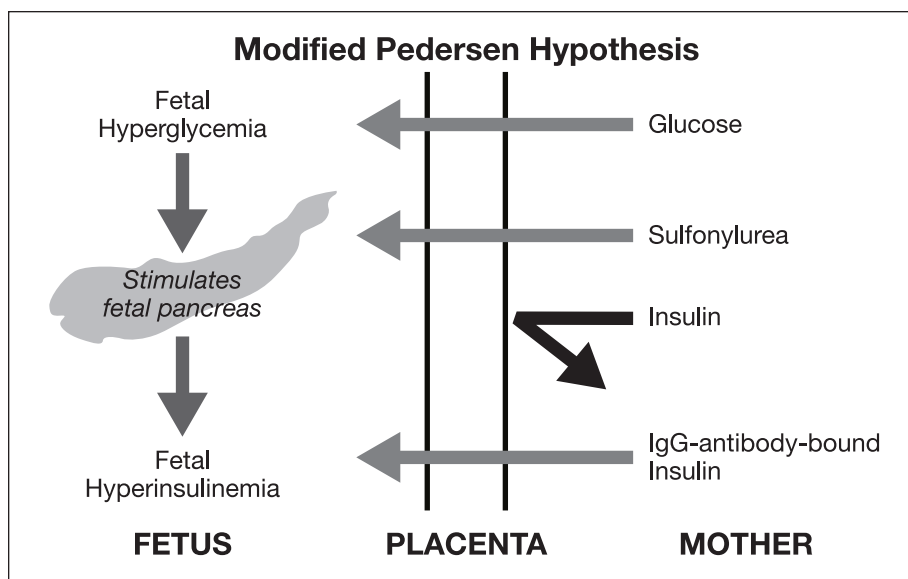 Modified Pedersen Hypothesis
Fetal
Hyperglycemia
Glucose
Sulfonylurea
Stimulates
fetal pancreas
Insulin
Fetal
Hyperinsulinemia
IgG-antibody-bound
Insulin
FETUS
PLACENTA
MOTHER